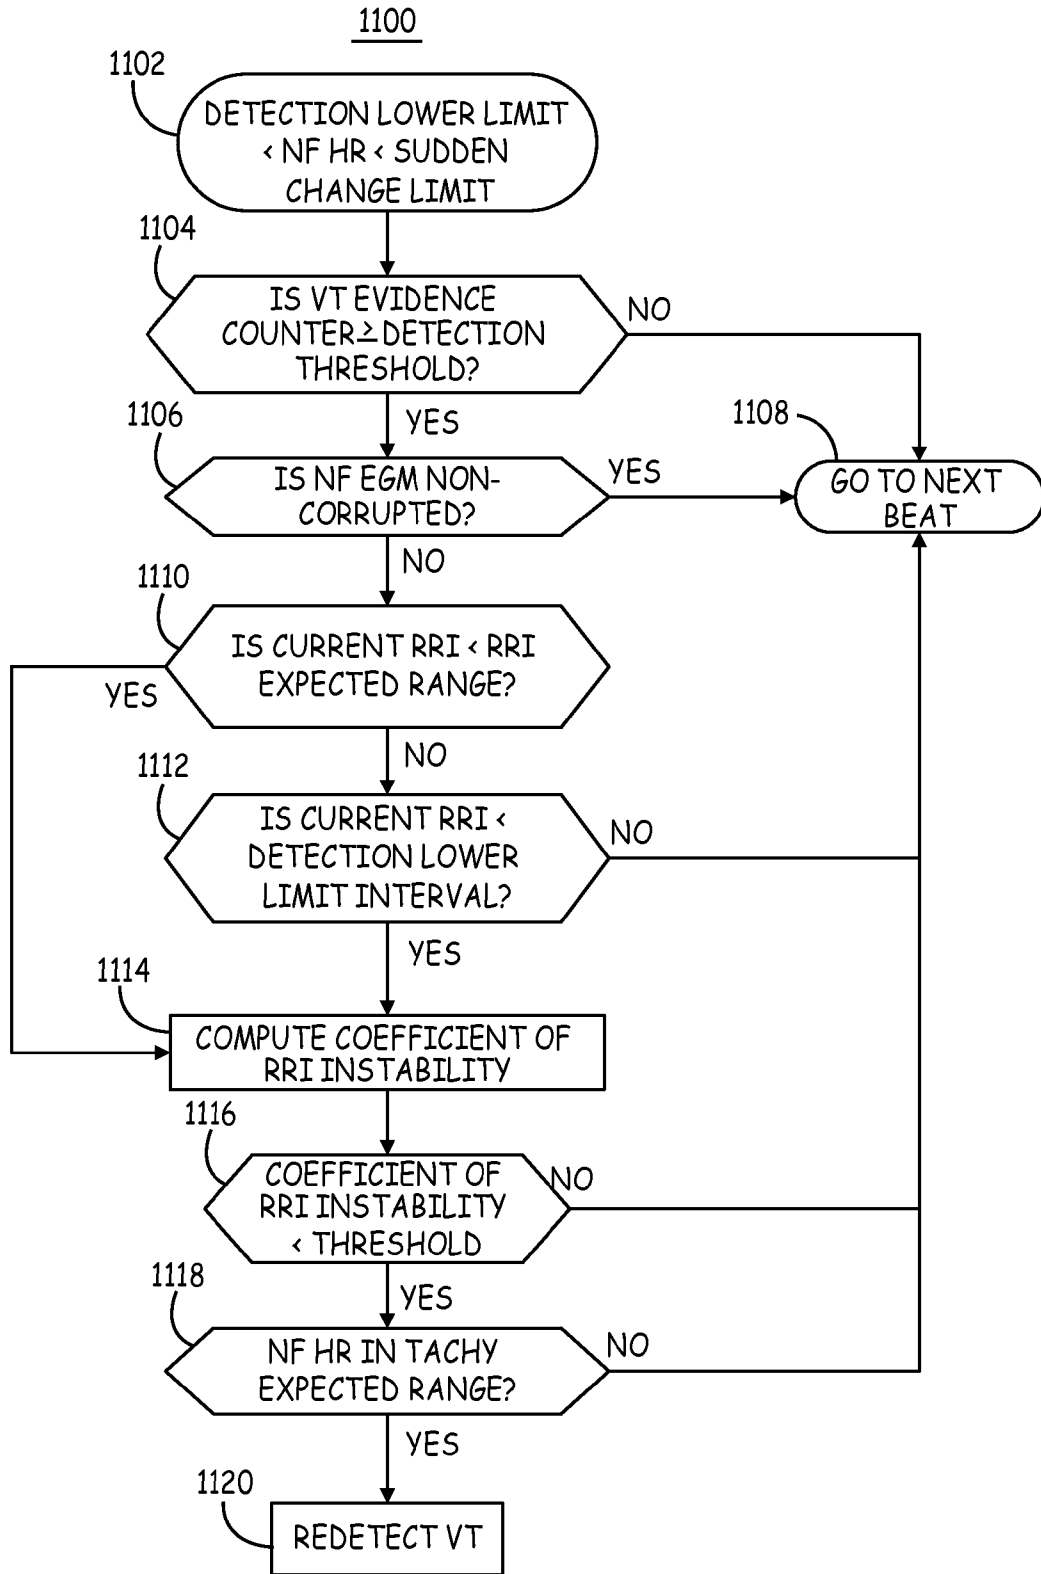 1100
1102
DETECTION LOWER LIMIT
< NF HR < SUDDEN
CHANGE LIMIT
1104
IS VT EVIDENCE
COUNTER ≥ DETECTION
THRESHOLD?
NO
YES
1106
IS NF EGM NON-
CORRUPTED?
YES
1108
GO TO NEXT
BEAT
NO
1110
IS CURRENT RRI < RRI
EXPECTED RANGE?
YES
NO
1112
IS CURRENT RRI <
DETECTION LOWER
LIMIT INTERVAL?
NO
YES
1114
COMPUTE COEFFICIENT OF
RRI INSTABILITY
1116
COEFFICIENT OF
RRI INSTABILITY
< THRESHOLD
NO
YES
1118
NF HR IN TACHY
EXPECTED RANGE?
NO
YES
1120
REDETECT VT